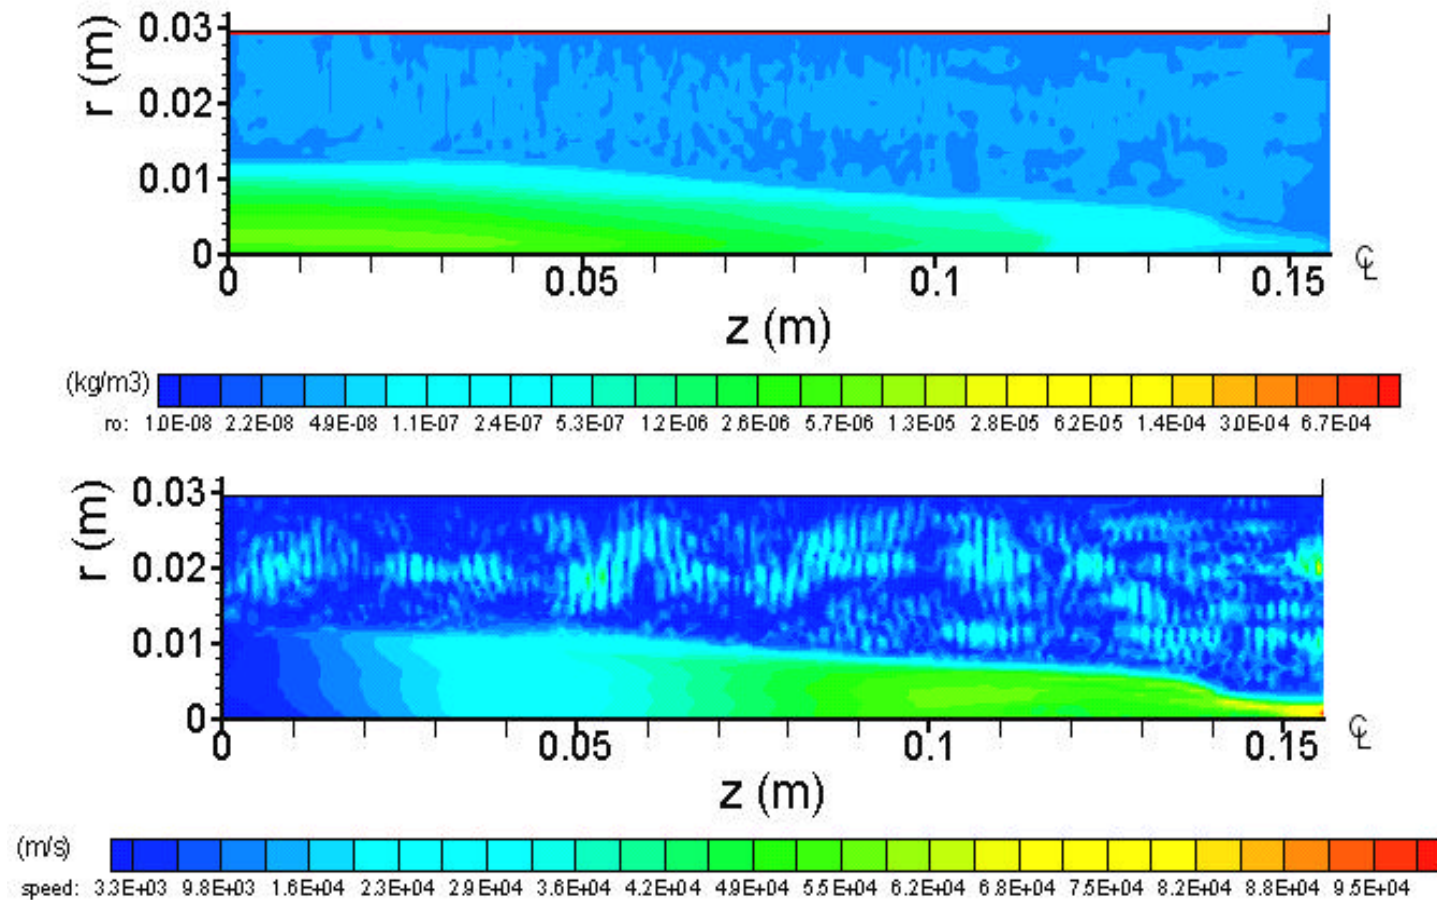 0.03
r (m)
0.02
0.01
0
0 0.05 0.1 0.15 ℄
z (m)
(kg/m3)
ro: 1.0E-08 2.2E-08 4.9E-08 1.1E-07 2.4E-07 5.3E-07 1.2E-06 2.6E-06 5.7E-06 1.3E-05 2.8E-05 6.2E-05 1.4E-04 3.0E-04 6.7E-04
0.03
r (m)
0.02
0.01
0
0 0.05 0.1 0.15 ℄
z (m)
(m/s)
speed: 3.3E+03 9.8E+03 1.6E+04 2.3E+04 2.9E+04 3.6E+04 4.2E+04 4.9E+04 5.5E+04 6.2E+04 6.8E+04 7.5E+04 8.2E+04 8.8E+04 9.5E+04